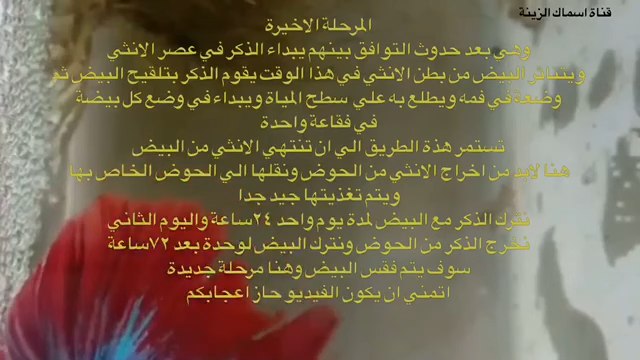 قناة اسماك الزينة
المرحلة الاخيرة
وهي بعد حدوث التوافق بينهم يبداء الذكر في عصر الانثي
ويتناثر البيض من بطن الانثي في هذا الوقت يقوم الذكر بتلقيح البيض ثم
وضعة في فمه ويطلع به علي سطح المياة ويبداء في وضع كل بيضة
في فقاعة واحدة
تستمر هذة الطريق الي ان تنتهي الانثي من البيض
هنا لابد من اخراج الانثي من الحوض ونقلها الي الحوض الخاص بها
ويتم تغذيتها جيد جدا
نترك الذكر مع البيض لمدة يوم واحد ٢٤ساعة واليوم الثاني
نخرج الذكر من الحوض ونترك البيض لوحدة بعد ٧٢ساعة
سوف يتم فقس البيض وهنا مرحلة جديدة
اتمني ان يكون الفيديو حاز اعجابكم